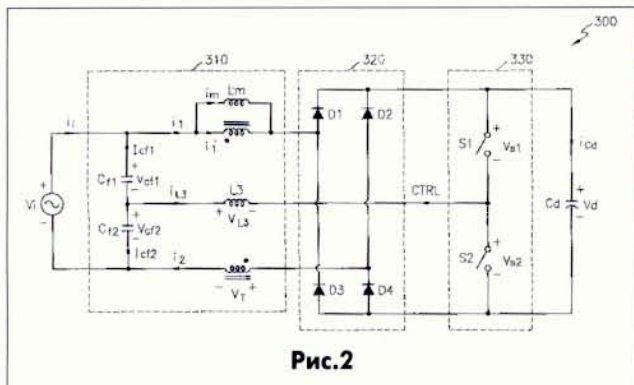 300
310
320
330
im
Lm
D1
D2
ii
i1
i1
Icf1
+
S1
VS1
+
icd
Cf1
Vcf1
-
-
iL3
L3
CTRL
+
Vi
-
+
VL3
-
Cd
+
Vd
-
Cf2
+
Vcf2
-
S2
+
VS2
-
Icf2
i2
D3
D4
-
VT
+
Рис.2